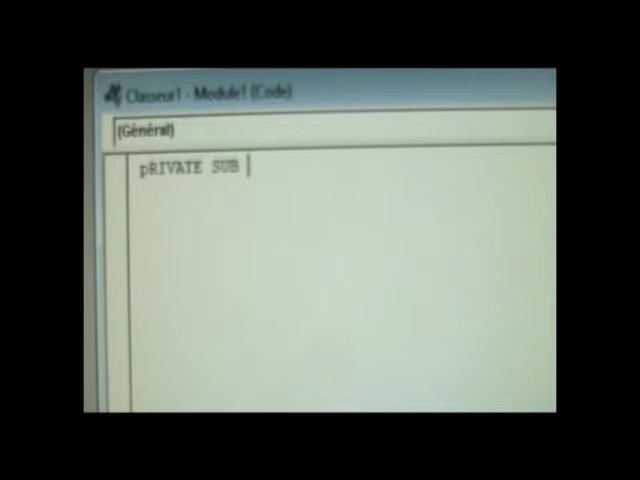 Classeur1 - Module1 (Code)
(Général)
pRIVATE SUB